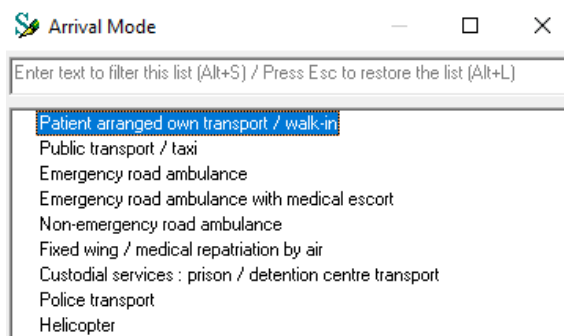 Arrival Mode
Enter text to filter this list (Alt+S) / Press Esc to restore the list (Alt+L)
Patient arranged own transport / walk-in
Public transport / taxi
Emergency road ambulance
Emergency road ambulance with medical escort
Non-emergency road ambulance
Fixed wing / medical repatriation by air
Custodial services : prison / detention centre transport
Police transport
Helicopter